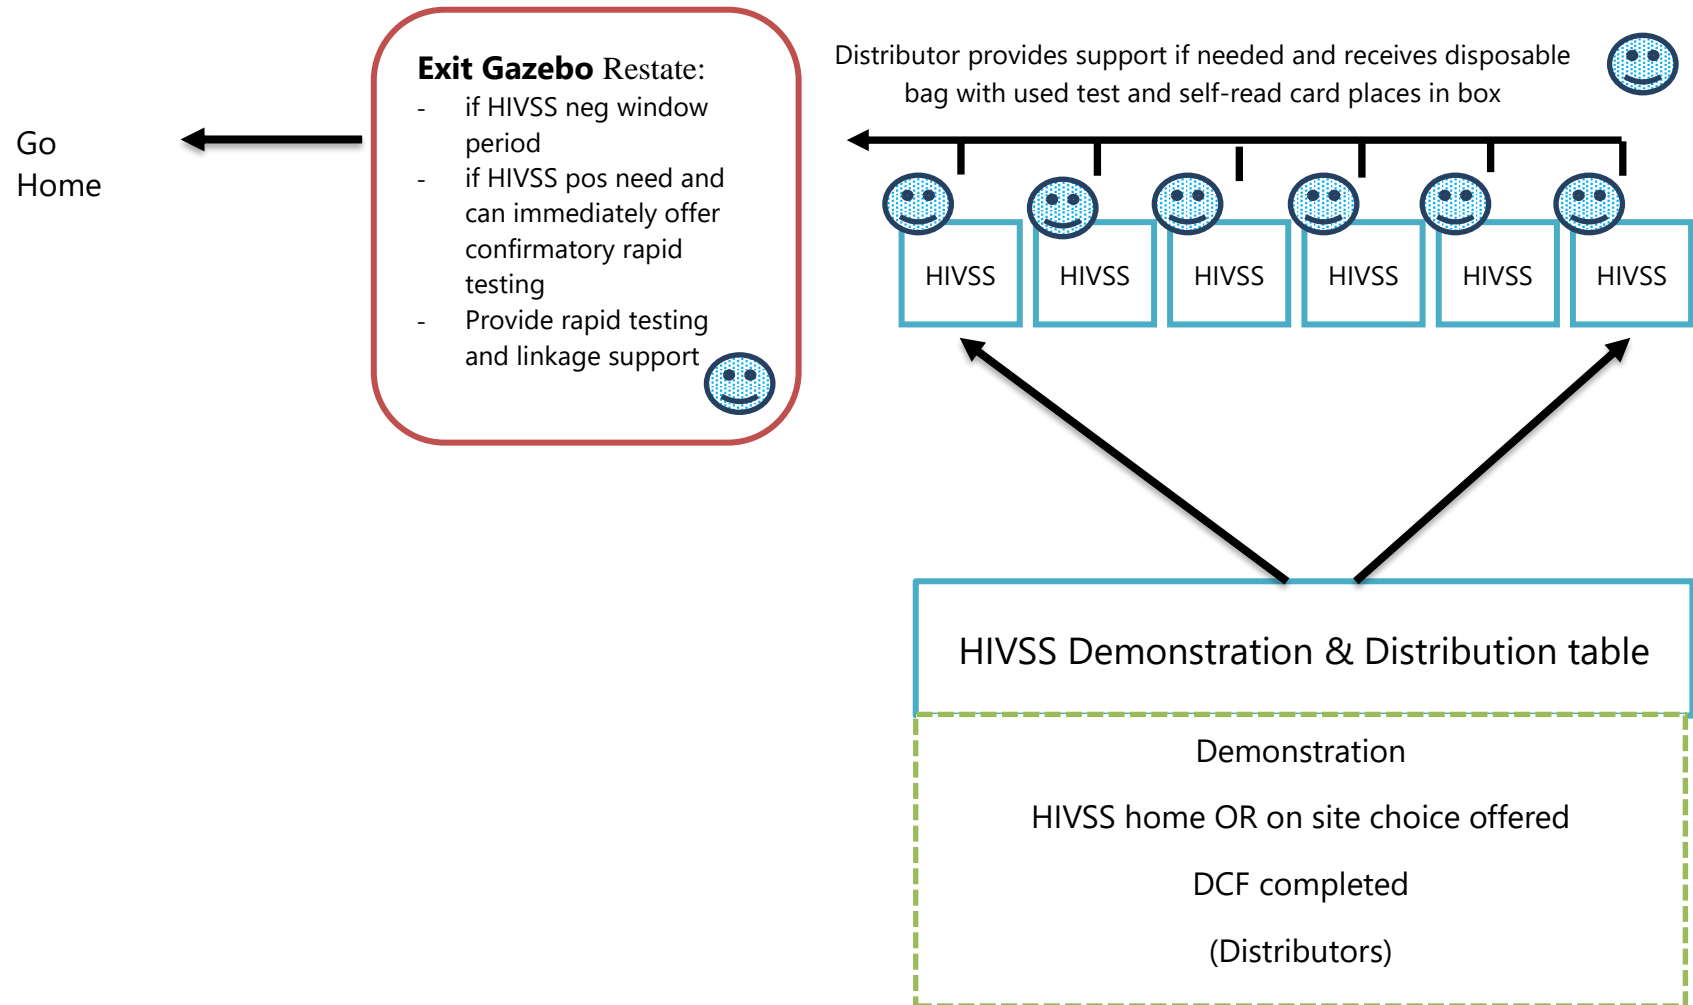 Go
Home
Exit Gazebo Restate:
- if HIVSS neg window
period
- if HIVSS pos need and
can immediately offer
confirmatory rapid
testing
- Provide rapid testing
and linkage support
Distributor provides support if needed and receives disposable
bag with used test and self-read card places in box
HIVSS
HIVSS
HIVSS
HIVSS
HIVSS
HIVSS
HIVSS Demonstration & Distribution table
Demonstration
HIVSS home OR on site choice offered
DCF completed
(Distributors)